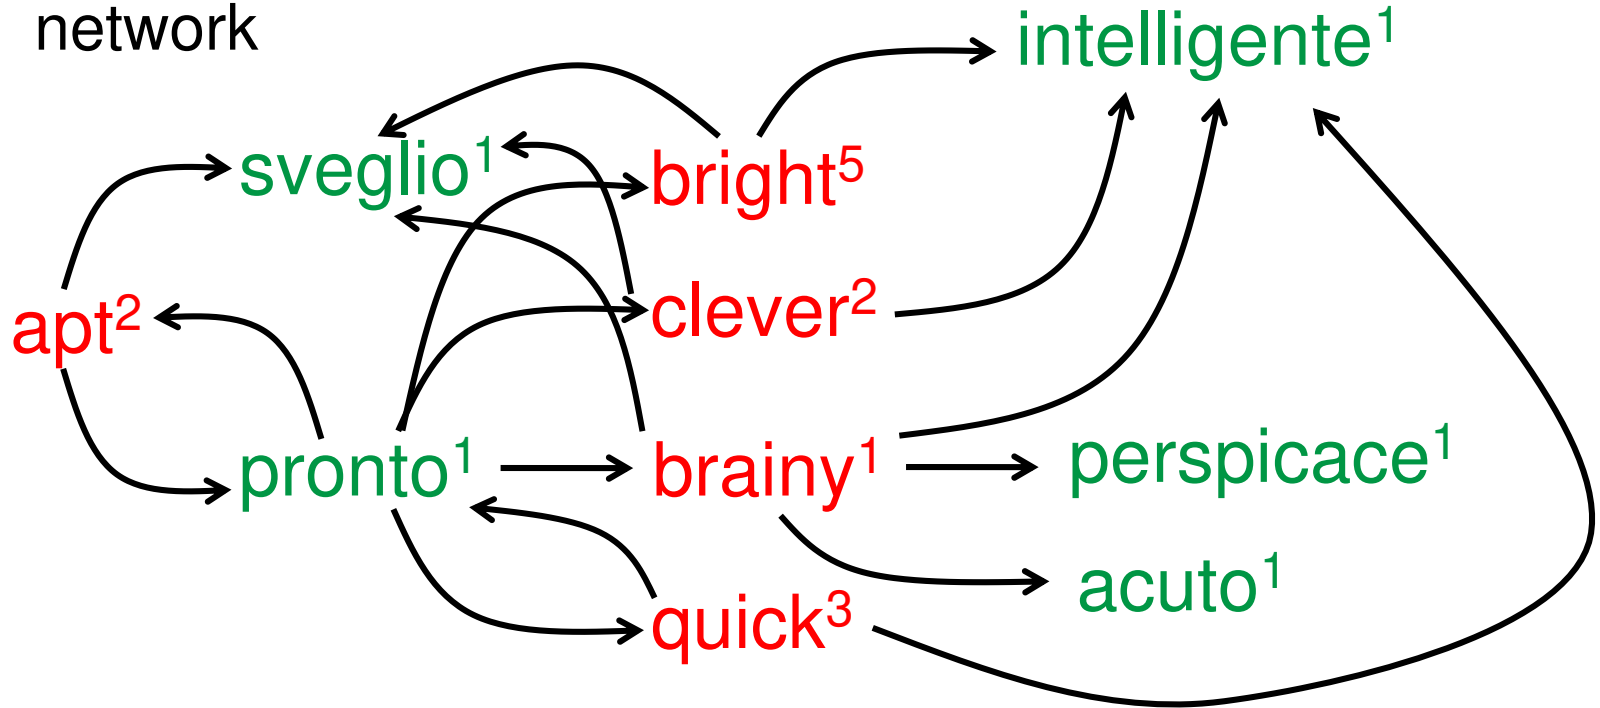 network
intelligente¹
sveglio¹
bright⁵
apt²
clever²
pronto¹
brainy¹
perspicace¹
acuto¹
quick³